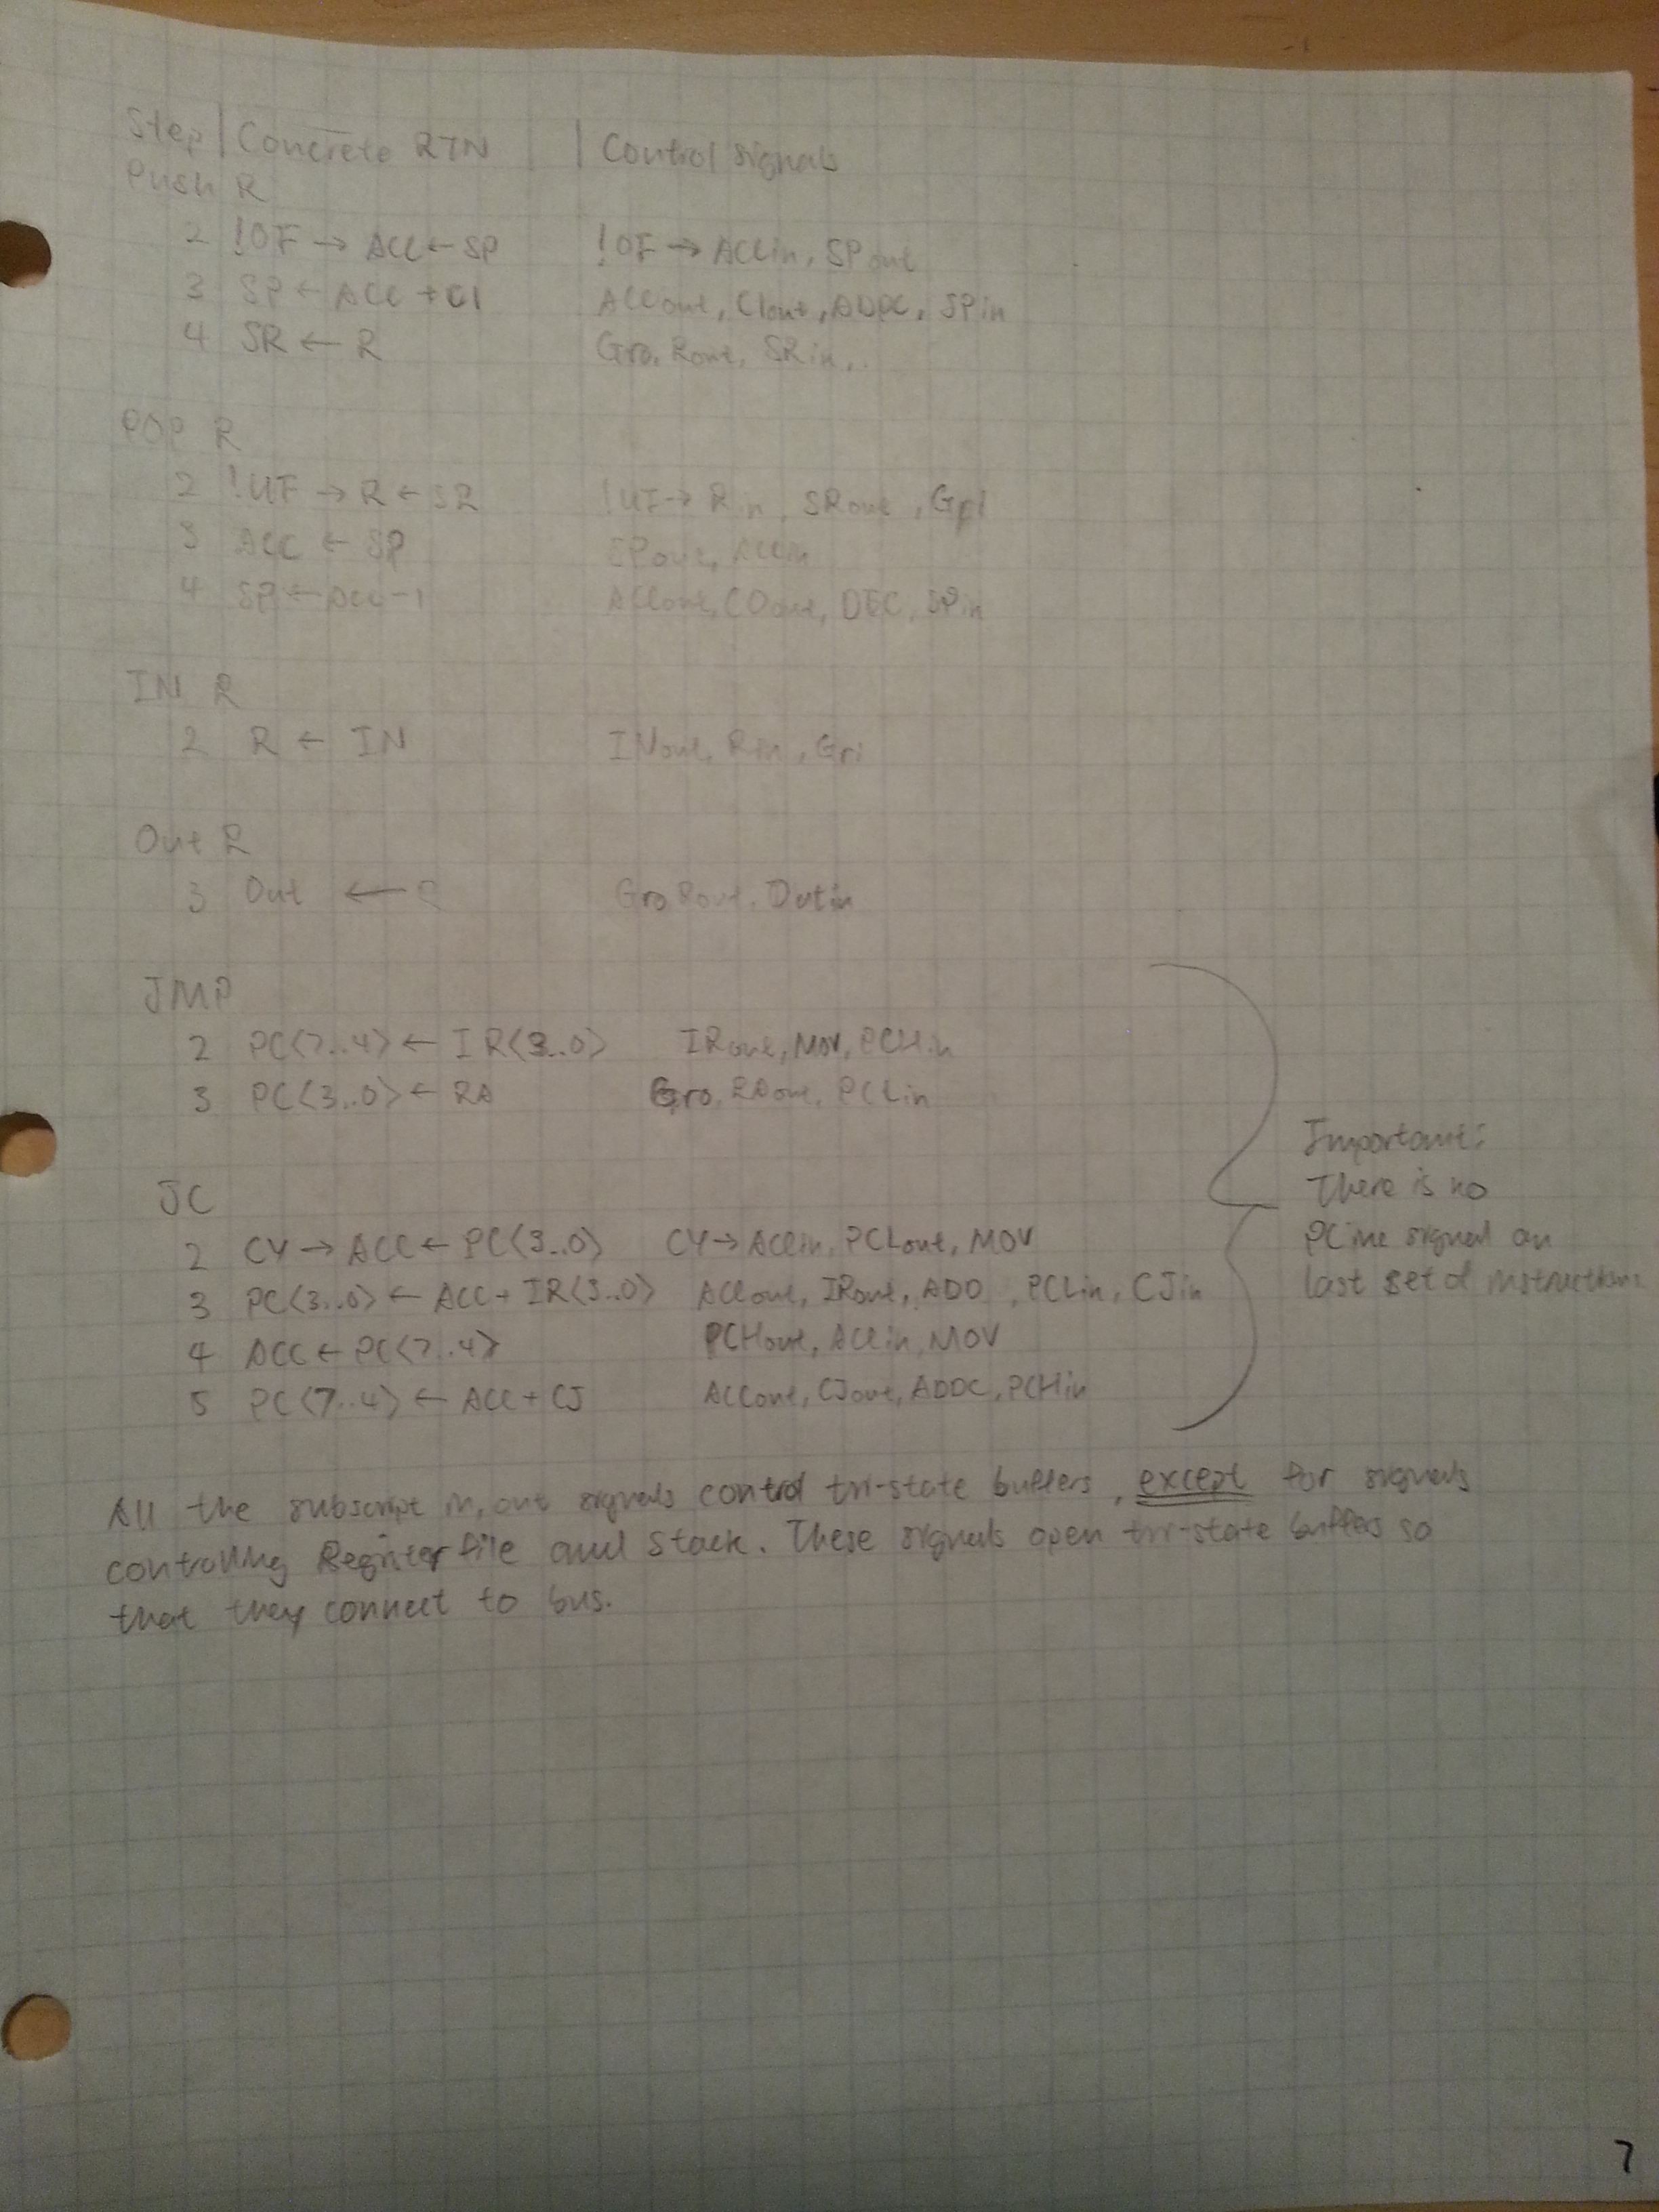 Step | Concrete RTN | Control signals
Push R
2 !OF → ACC ← SP !OF → ACCin, SPout
3 SP ← ACC + C1 ACCout, C1out, ADDC, SPin
4 SR ← R Gro, Rout, SRin,
POP R
2 !UF → R ← SR !UF → Rin, SRout, Gri
3 ACC ← SP SPout, ACCin
4 SP ← ACC-1 ACCout, C0out, DEC, SPin
IN R
2 R ← IN INout, Rin, Gri
Out R
3 Out ← R Gro Rout, Outin
JMP
2 PC<7..4> ← IR<3..0> IRout, MOV, PCHin
3 PC<3..0> ← RA Gro, RAout, PCLin
JC
2 CY → ACC ← PC<3..0> CY → ACCin, PCLout, MOV
3 PC<3..0> ← ACC + IR<3..0> ACCout, IRout, ADD, PCLin, CJin
4 ACC ← PC<7..4> PCHout, ACCin, MOV
5 PC<7..4> ← ACC + CJ ACCout, CJout, ADDC, PCHin
Important:
There is no
PCinc signal on
last set of instructions
All the subscript in, out signals control tri-state buffers, except for signals
controlling Register file and Stack. These signals open tri-state buffers so
that they connect to bus.
7